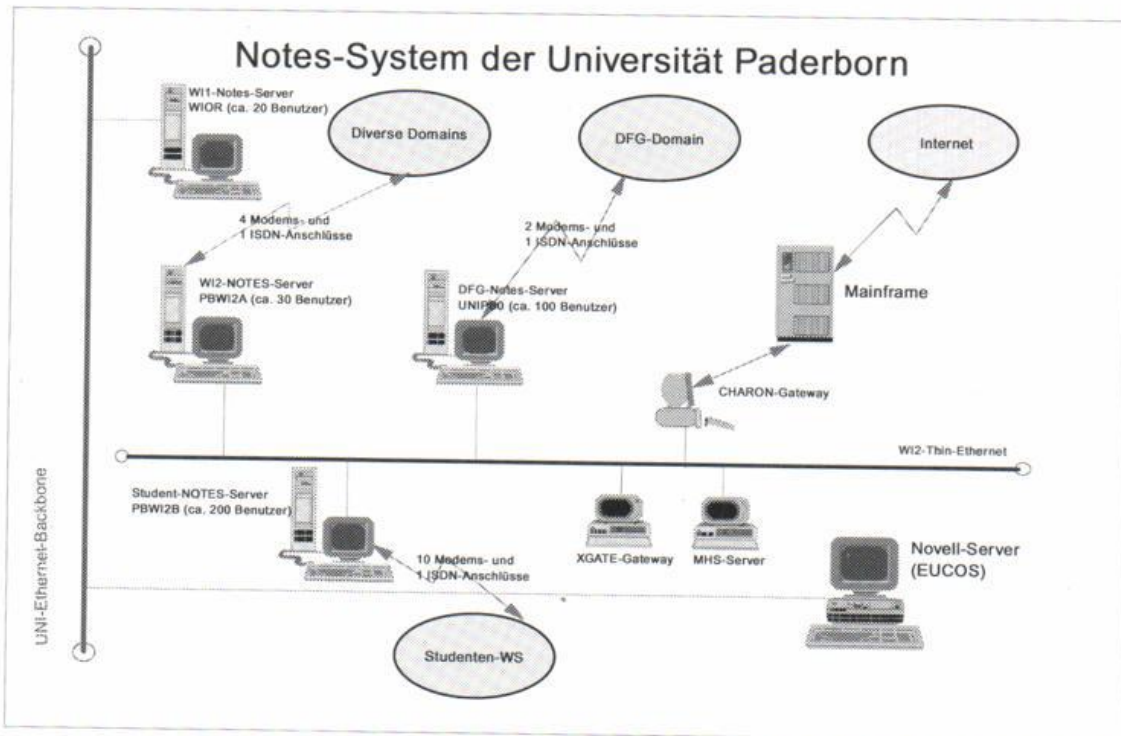 Notes-System der Universität Paderborn
WI1-Notes-Server
WIOR (ca. 20 Benutzer)
Diverse Domains
DFG-Domain
Internet
4 Modems- und
1 ISDN-Anschlüsse
2 Modems- und
1 ISDN-Anschlüsse
WI2-NOTES-Server
PBWI2A (ca. 30 Benutzer)
DFG-Notes-Server
(ca. 100 Benutzer)
Mainframe
CHARON-Gateway
WI2-Thin-Ethernet
Student-NOTES-Server
PBWI2B (ca. 200 Benutzer)
10 Modems- und
1 ISDN-Anschlüsse
XGATE-Gateway
MHS-Server
Novell-Server
(EUCOS)
Studenten-WS
UNI-Ethernet-Backbone